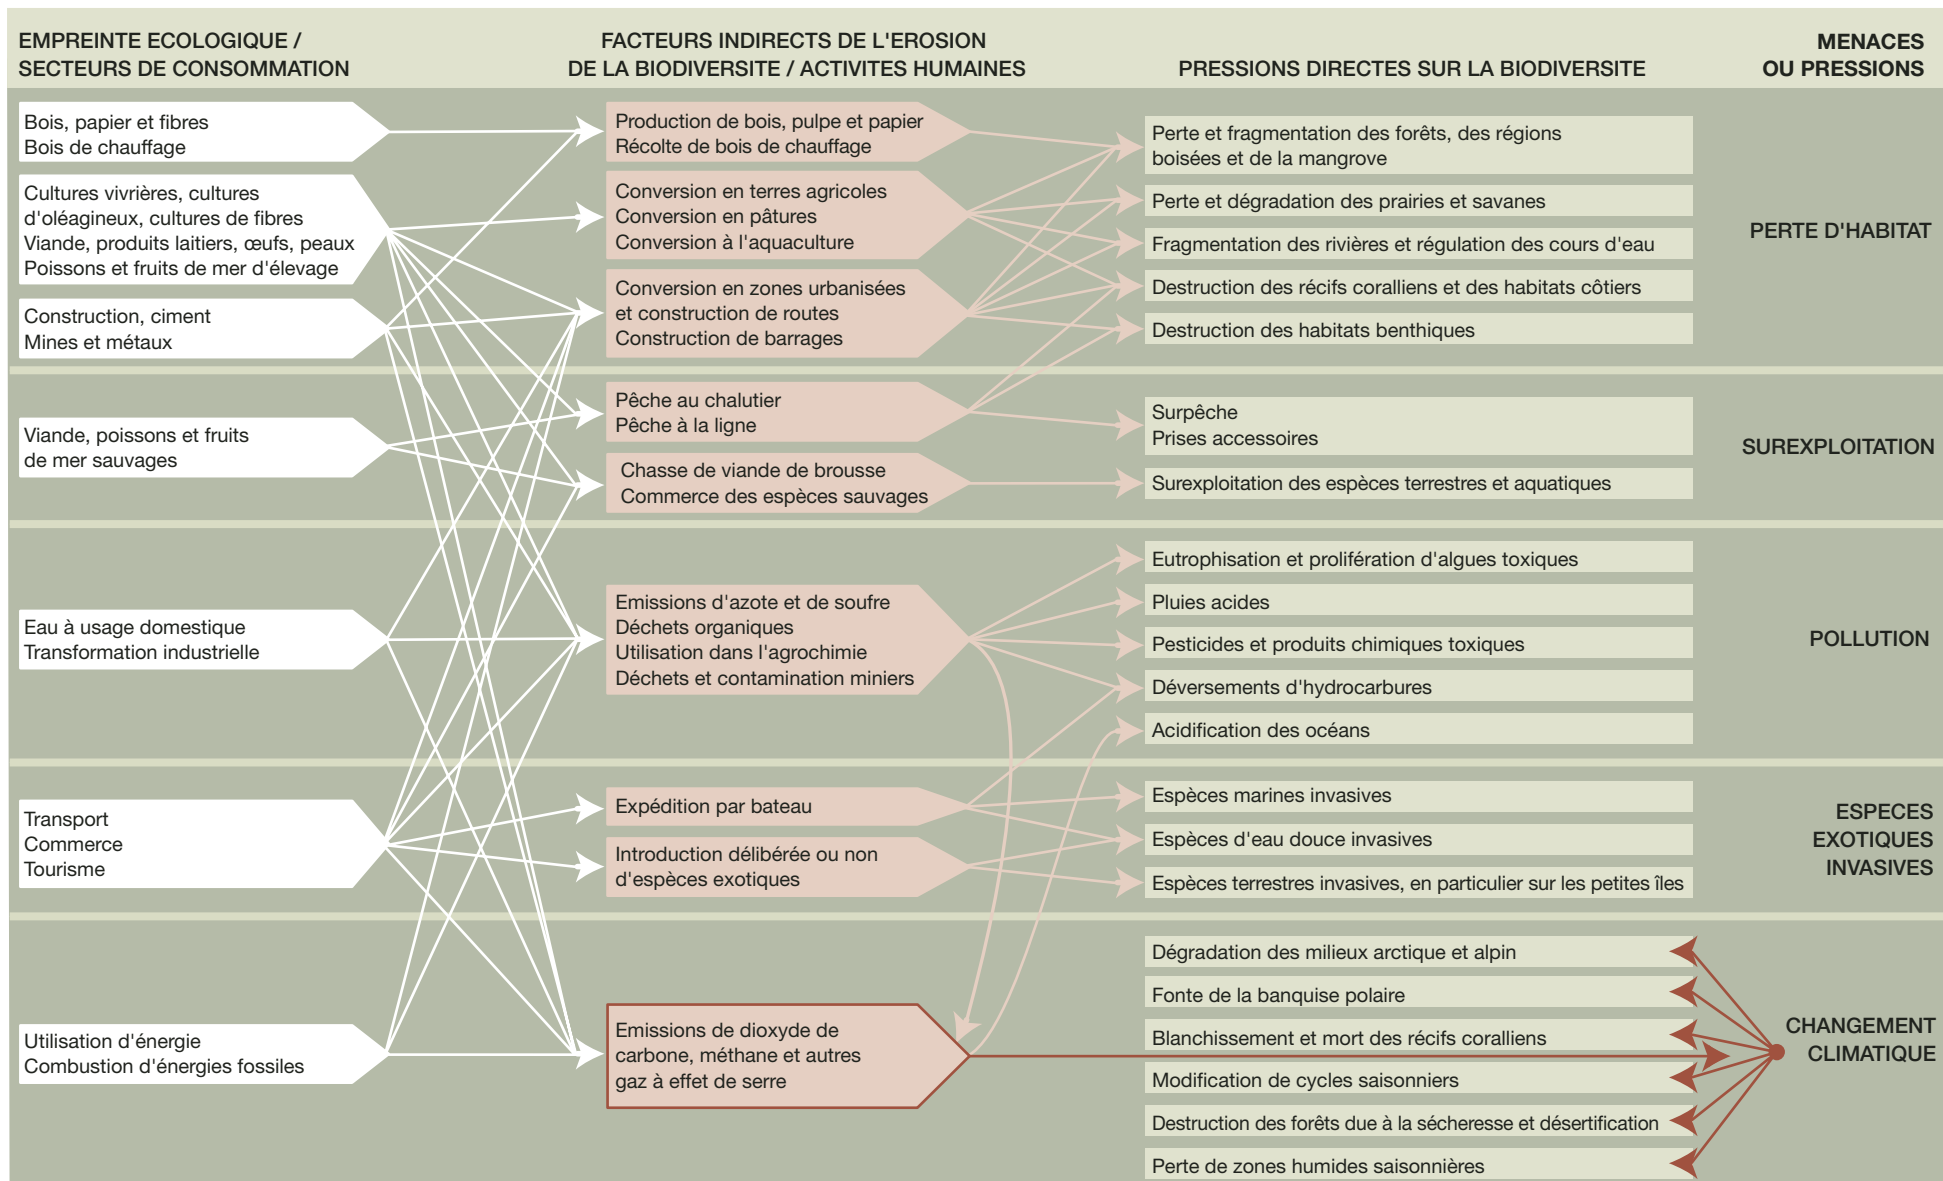 EMPREINTE ECOLOGIQUE /
SECTEURS DE CONSOMMATION
FACTEURS INDIRECTS DE L'EROSION
DE LA BIODIVERSITE / ACTIVITES HUMAINES
PRESSIONS DIRECTES SUR LA BIODIVERSITE
MENACES
OU PRESSIONS
Bois, papier et fibres
Bois de chauffage
Cultures vivrières, cultures
d'oléagineux, cultures de fibres
Viande, produits laitiers, œufs, peaux
Poissons et fruits de mer d'élevage
Construction, ciment
Mines et métaux
Viande, poissons et fruits
de mer sauvages
Eau à usage domestique
Transformation industrielle
Transport
Commerce
Tourisme
Utilisation d'énergie
Combustion d'énergies fossiles
Production de bois, pulpe et papier
Récolte de bois de chauffage
Conversion en terres agricoles
Conversion en pâtures
Conversion à l'aquaculture
Conversion en zones urbanisées
et construction de routes
Construction de barrages
Pêche au chalutier
Pêche à la ligne
Chasse de viande de brousse
Commerce des espèces sauvages
Emissions d'azote et de soufre
Déchets organiques
Utilisation dans l'agrochimie
Déchets et contamination miniers
Expédition par bateau
Introduction délibérée ou non
d'espèces exotiques
Emissions de dioxyde de
carbone, méthane et autres
gaz à effet de serre
Perte et fragmentation des forêts, des régions
boisées et de la mangrove
Perte et dégradation des prairies et savanes
Fragmentation des rivières et régulation des cours d'eau
Destruction des récifs coralliens et des habitats côtiers
Destruction des habitats benthiques
Surpêche
Prises accessoires
Surexploitation des espèces terrestres et aquatiques
Eutrophisation et prolifération d'algues toxiques
Pluies acides
Pesticides et produits chimiques toxiques
Déversements d'hydrocarbures
Acidification des océans
Espèces marines invasives
Espèces d'eau douce invasives
Espèces terrestres invasives, en particulier sur les petites îles
Dégradation des milieux arctique et alpin
Fonte de la banquise polaire
Blanchissement et mort des récifs coralliens
Modification de cycles saisonniers
Destruction des forêts due à la sécheresse et désertification
Perte de zones humides saisonnières
PERTE D'HABITAT
SUREXPLOITATION
POLLUTION
ESPECES
EXOTIQUES
INVASIVES
CHANGEMENT
CLIMATIQUE